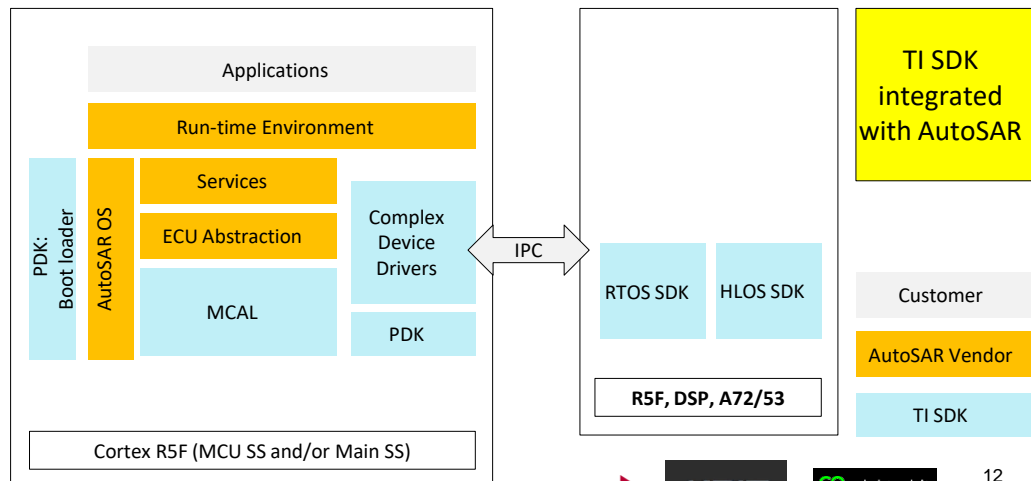 Applications
Run-time Environment
PDK:
Boot loader
AutoSAR OS
Services
ECU Abstraction
MCAL
Complex
Device
Drivers
PDK
Cortex R5F (MCU SS and/or Main SS)
IPC
RTOS SDK
HLOS SDK
R5F, DSP, A72/53
TI SDK
integrated
with AutoSAR
Customer
AutoSAR Vendor
TI SDK
12